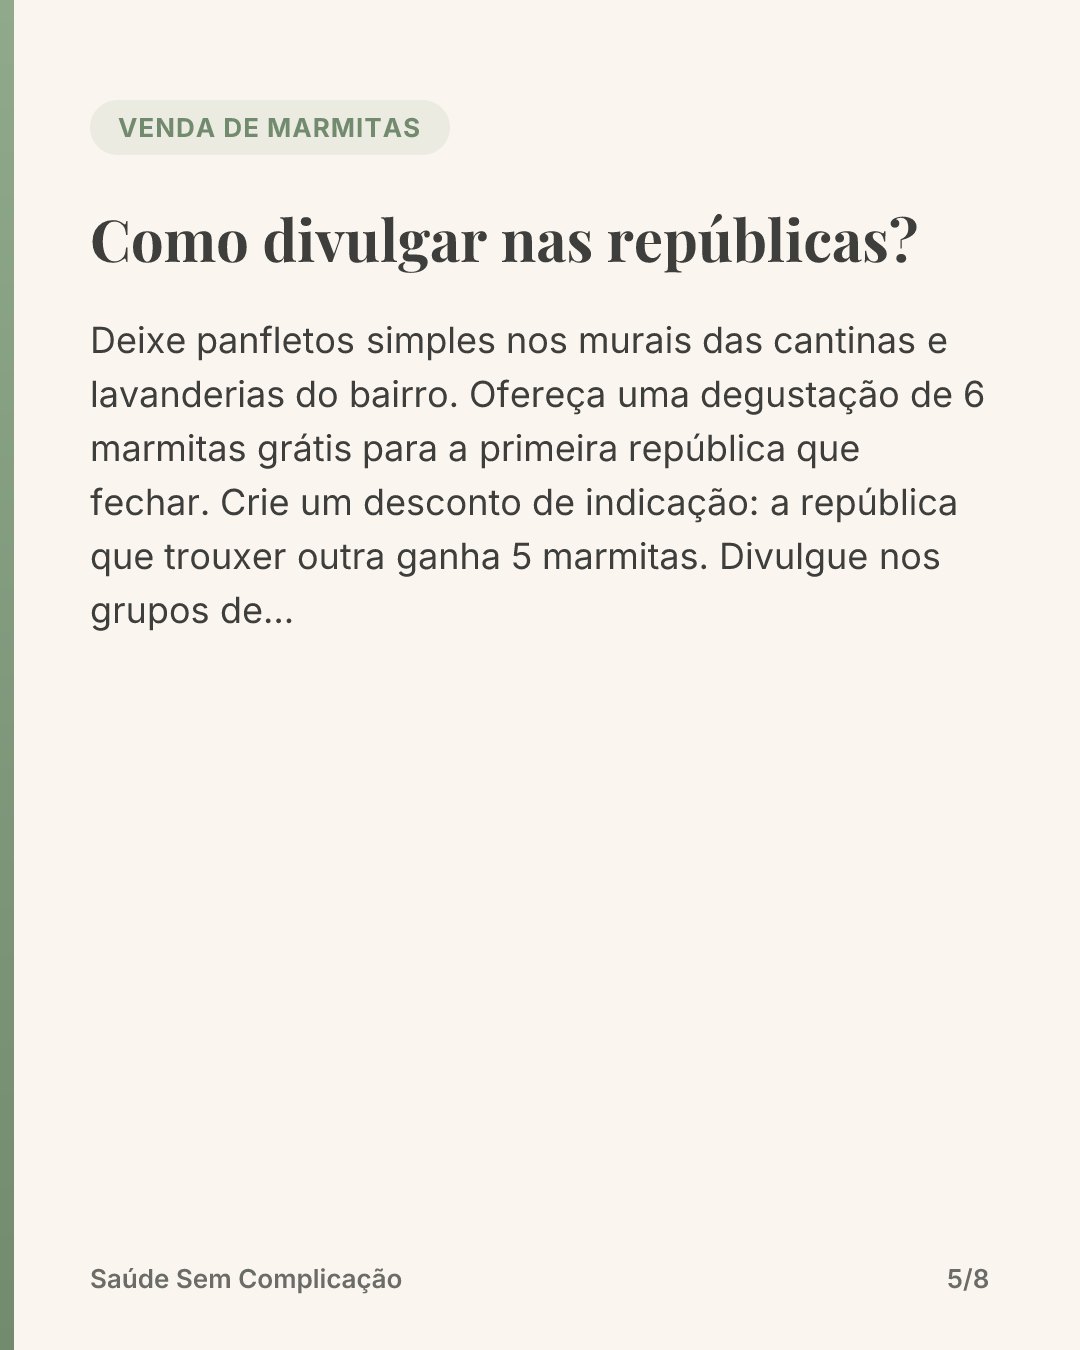 VENDA DE MARMITAS
Como divulgar nas repúblicas?
Deixe panfletos simples nos murais das cantinas e
lavanderias do bairro. Ofereça uma degustação de 6
marmitas grátis para a primeira república que
fechar. Crie um desconto de indicação: a república
que trouxer outra ganha 5 marmitas. Divulgue nos
grupos de...
Saúde Sem Complicação
5/8